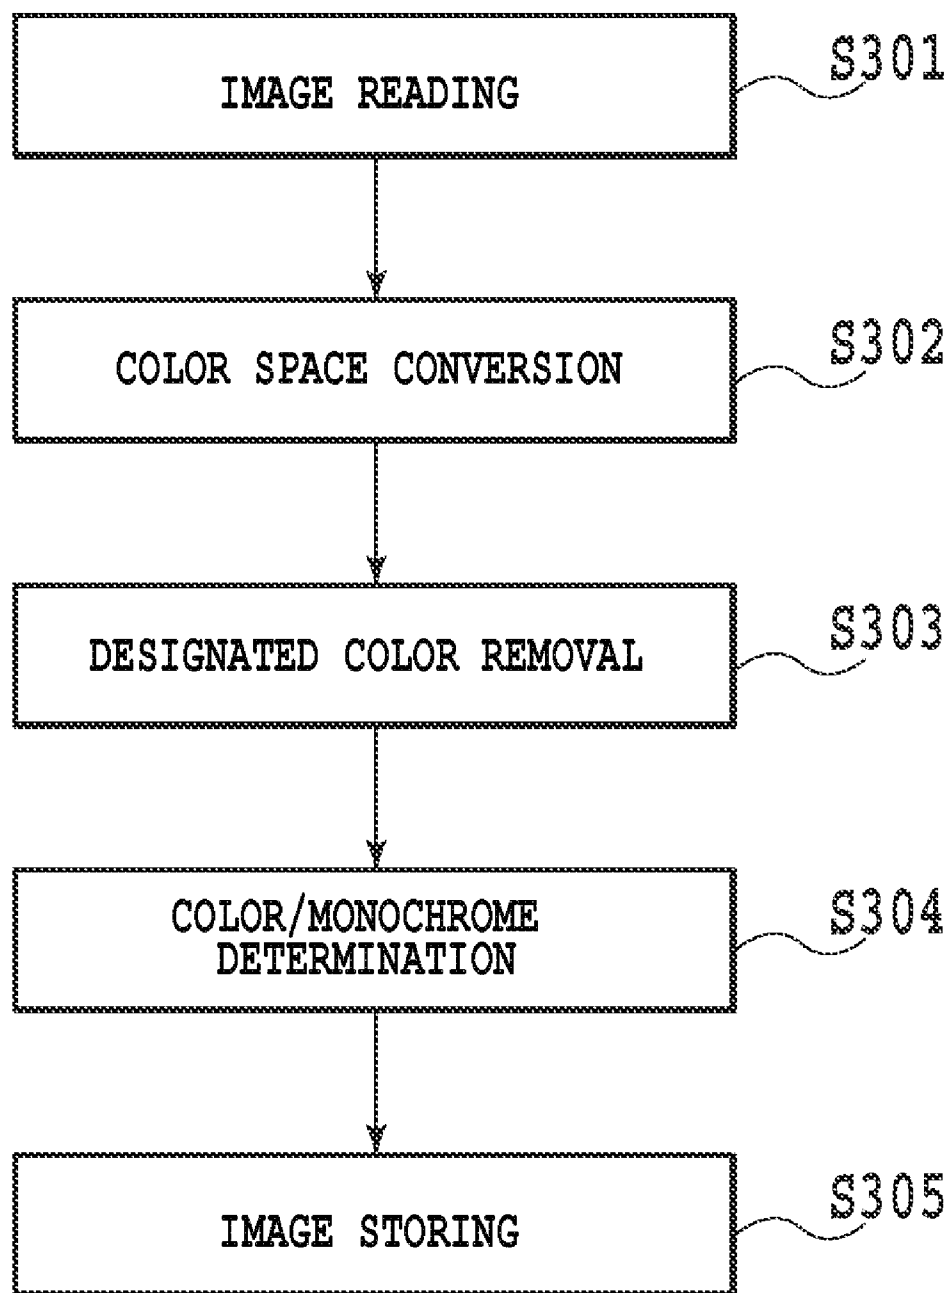 IMAGE READING
S301
COLOR SPACE CONVERSION
S302
DESIGNATED COLOR REMOVAL
S303
COLOR/MONOCHROME
DETERMINATION
S304
IMAGE STORING
S305